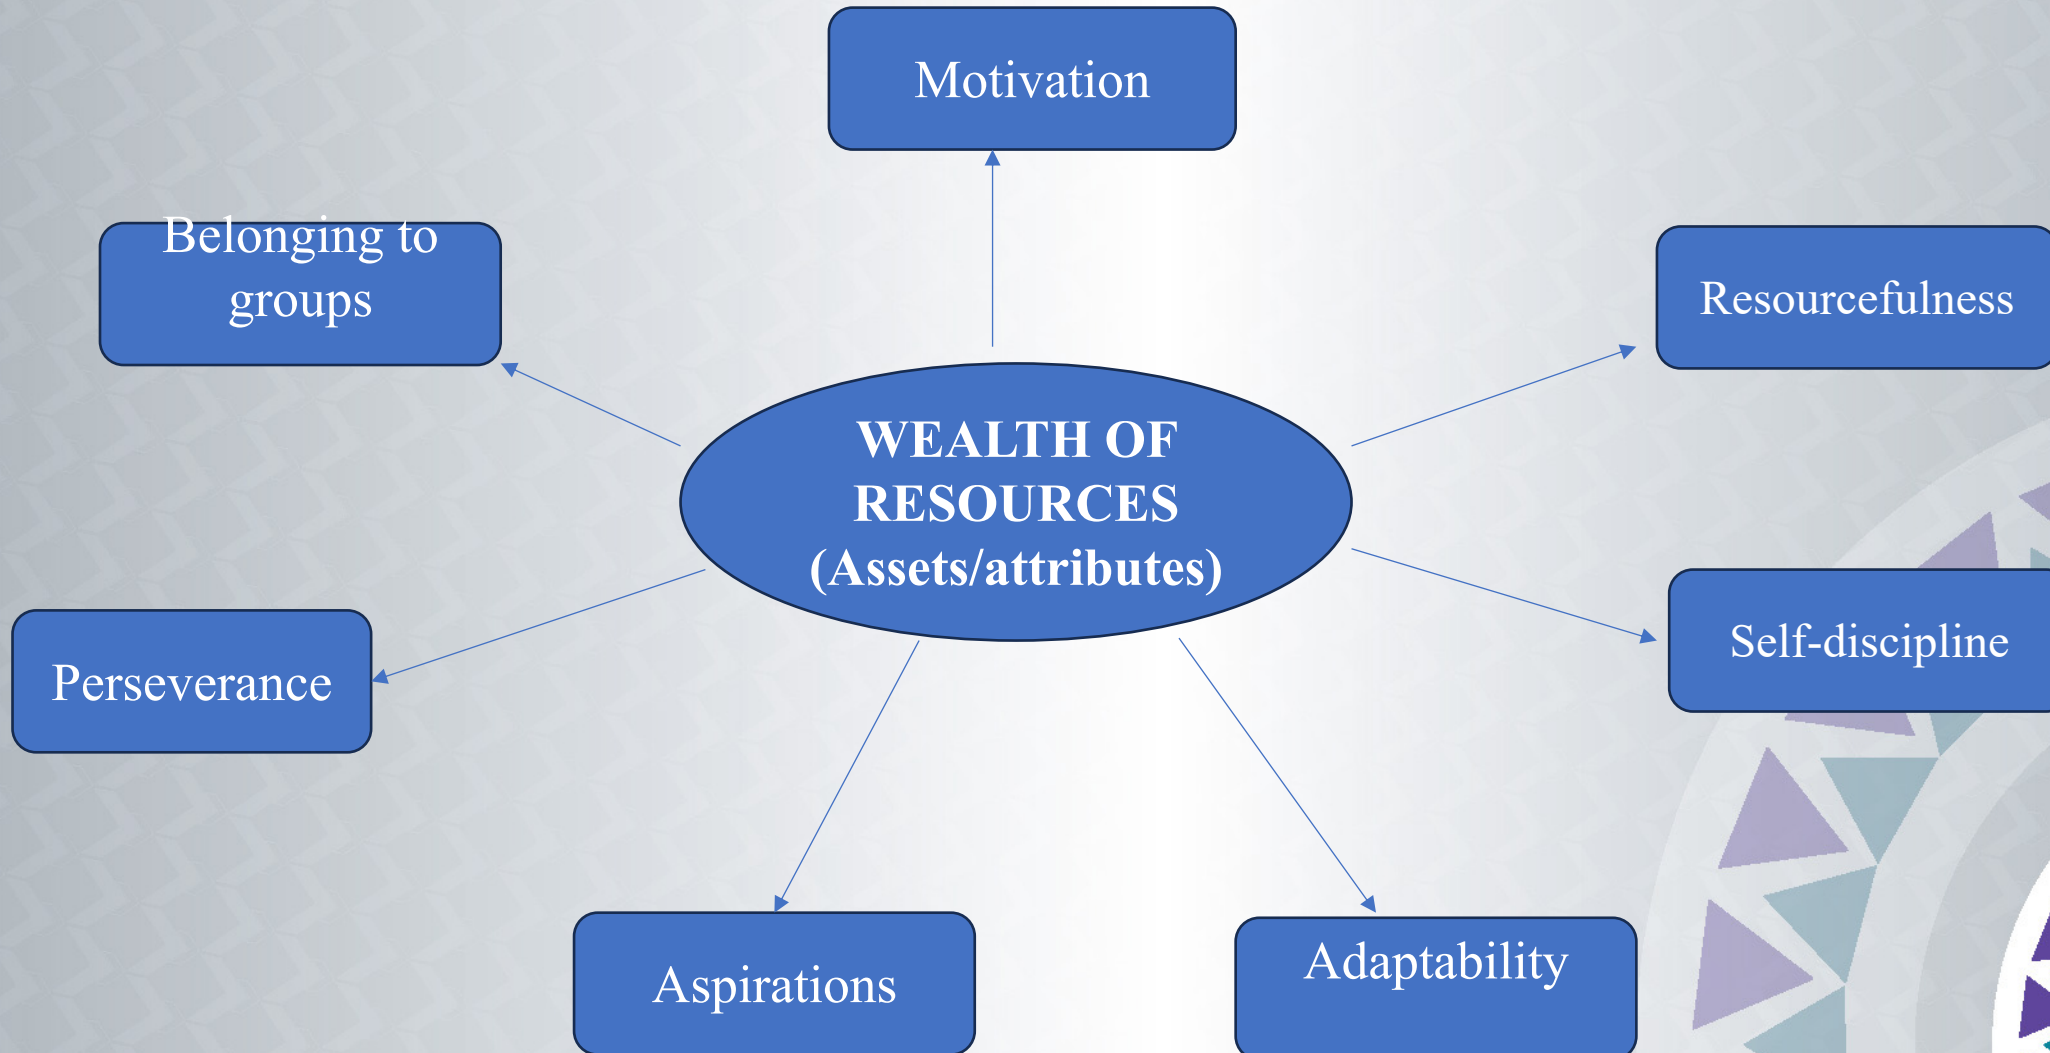 Motivation
Belonging to
groups
Resourcefulness
WEALTH OF
RESOURCES
(Assets/attributes)
Self-discipline
Perseverance
Aspirations
Adaptability